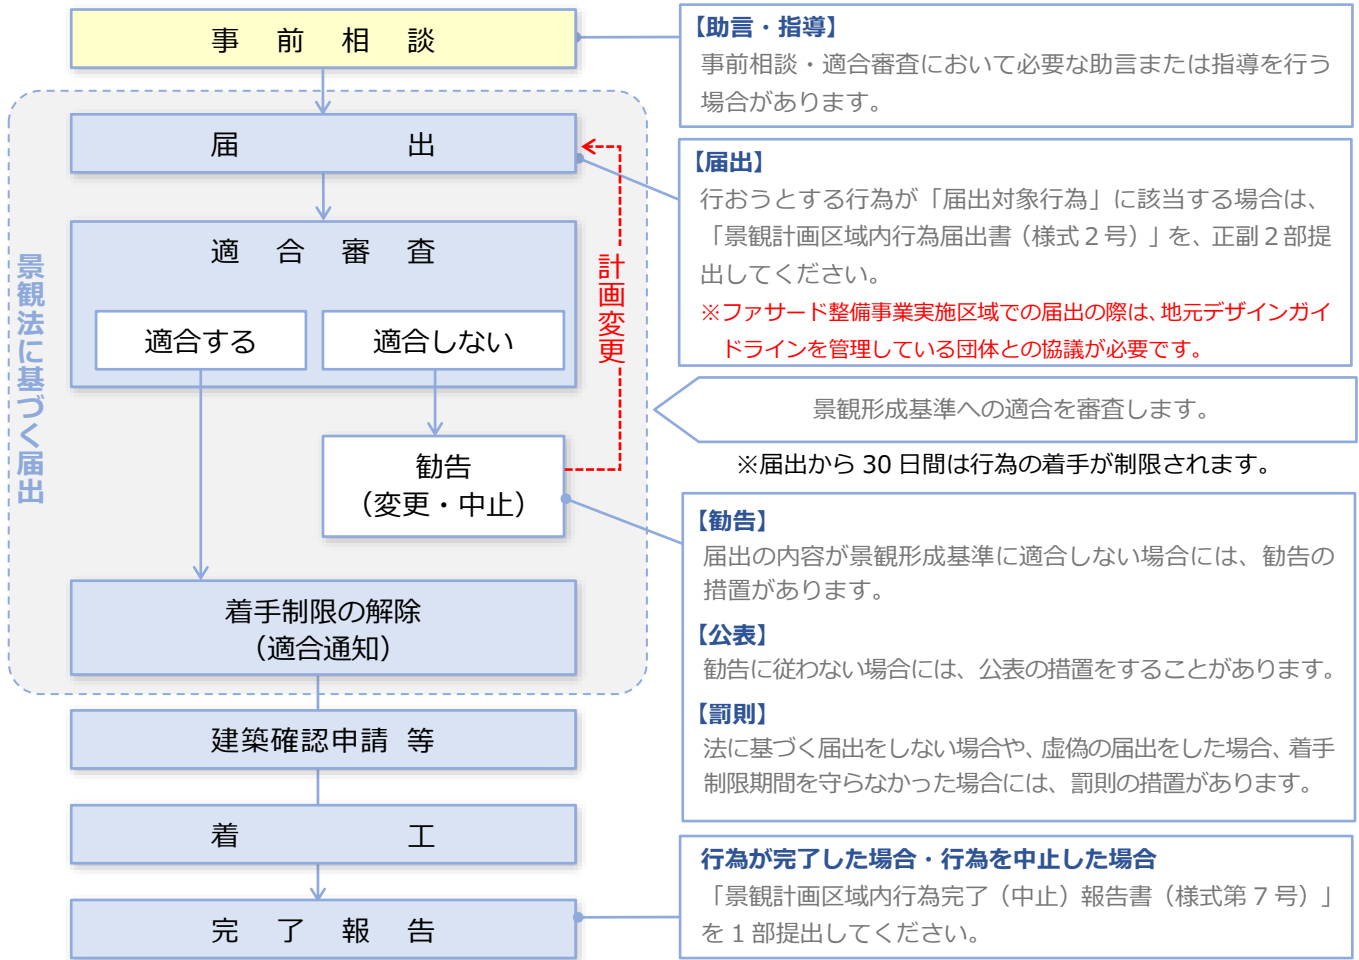 事前相談
【助言・指導】
事前相談・適合審査において必要な助言または指導を行う
場合があります。
景観法に基づく届出
届出
【届出】
行おうとする行為が「届出対象行為」に該当する場合は、
「景観計画区域内行為届出書（様式２号）」を、正副２部提
出してください。
※ファサード整備事業実施区域での届出の際は、地元デザインガイ
ドラインを管理している団体との協議が必要です。
適合審査
適合する
適合しない
計画変更
景観形成基準への適合を審査します。
※届出から 30 日間は行為の着手が制限されます。
勧告
（変更・中止）
【勧告】
届出の内容が景観形成基準に適合しない場合には、勧告の
措置があります。
【公表】
勧告に従わない場合には、公表の措置をすることがあります。
【罰則】
法に基づく届出をしない場合や、虚偽の届出をした場合、着手
制限期間を守らなかった場合には、罰則の措置があります。
着手制限の解除
（適合通知）
建築確認申請 等
着工
完了報告
行為が完了した場合・行為を中止した場合
「景観計画区域内行為完了（中止）報告書（様式第 7 号）」
を 1 部提出してください。